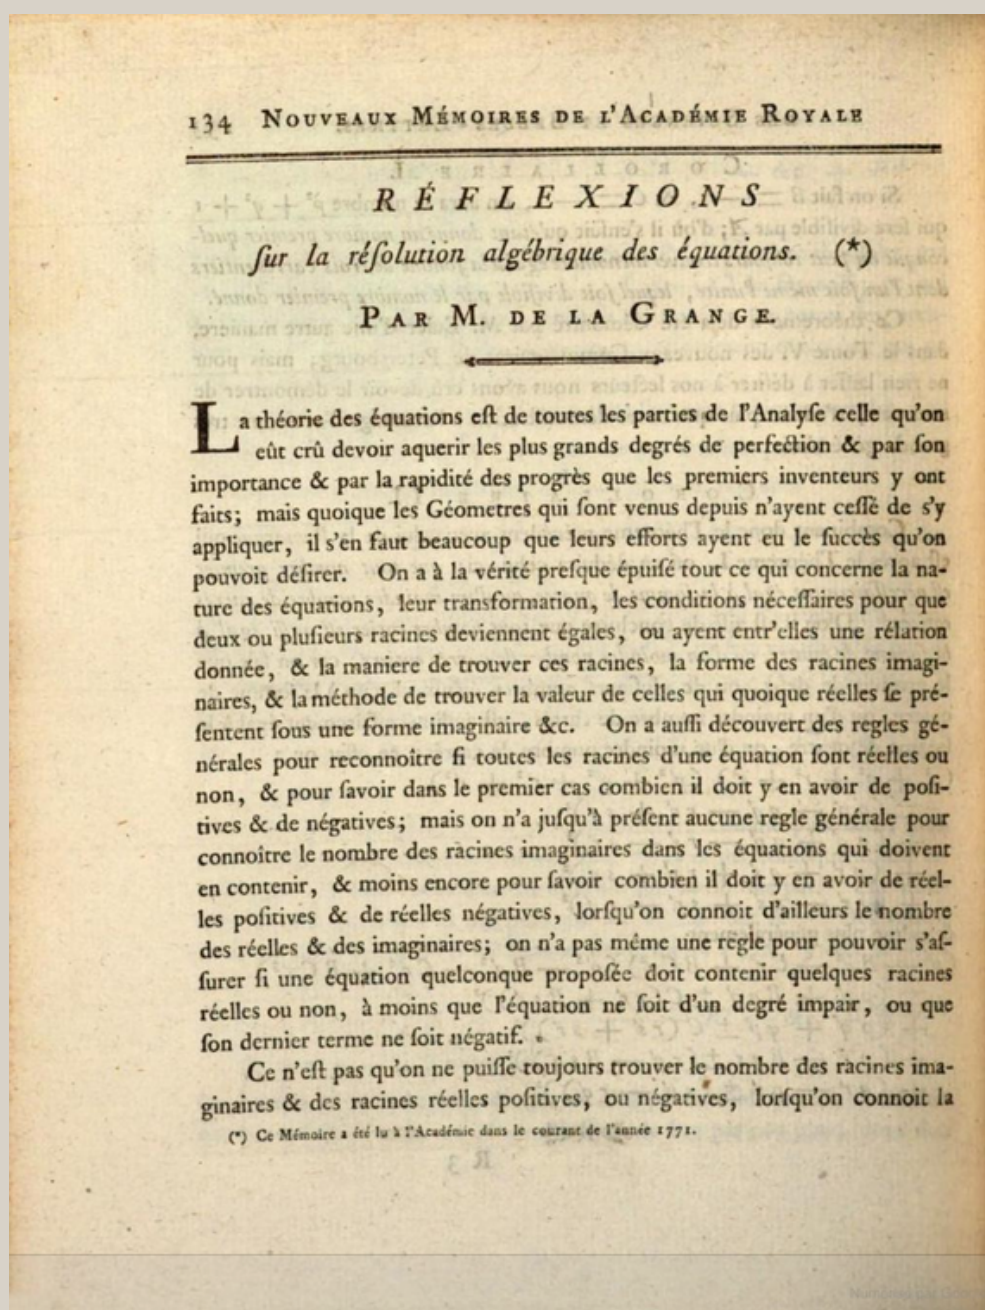 134 NOUVEAUX MÉMOIRES DE L'ACADÉMIE ROYALE
RÉFLEXIONS
ſur la réſolution algébrique des équations. (*)
PAR M. DE LA GRANGE.
La théorie des équations eſt de toutes les parties de l'Analyſe celle qu'on
eût crû devoir aquerir les plus grands degrés de perfection & par ſon
importance & par la rapidité des progrès que les premiers inventeurs y ont
faits; mais quoique les Géometres qui ſont venus depuis n'ayent ceſſé de s'y
appliquer, il s'en faut beaucoup que leurs efforts ayent eu le ſuccès qu'on
pouvoit déſirer. On a à la vérité preſque épuiſé tout ce qui concerne la na-
ture des équations, leur transformation, les conditions néceſſaires pour que
deux ou pluſieurs racines deviennent égales, ou ayent entr'elles une rélation
donnée, & la maniere de trouver ces racines, la forme des racines imagi-
naires, & la méthode de trouver la valeur de celles qui quoique réelles ſe pré-
ſentent ſous une forme imaginaire &c. On a auſſi découvert des regles gé-
nérales pour reconnoître ſi toutes les racines d'une équation ſont réelles ou
non, & pour ſavoir dans le premier cas combien il doit y en avoir de poſi-
tives & de négatives; mais on n'a juſqu'à préſent aucune regle générale pour
connoître le nombre des racines imaginaires dans les équations qui doivent
en contenir, & moins encore pour ſavoir combien il doit y en avoir de réel-
les poſitives & de réelles négatives, lorſqu'on connoit d'ailleurs le nombre
des réelles & des imaginaires; on n'a pas même une regle pour pouvoir s'aſ-
ſurer ſi une équation quelconque propoſée doit contenir quelques racines
réelles ou non, à moins que l'équation ne ſoit d'un degré impair, ou que
ſon dernier terme ne ſoit négatif.
Ce n'eſt pas qu'on ne puiſſe toujours trouver le nombre des racines ima-
ginaires & des racines réelles poſitives, ou négatives, lorſqu'on connoit la
(*) Ce Mémoire a été lu à l'Académie dans le courant de l'année 1771.